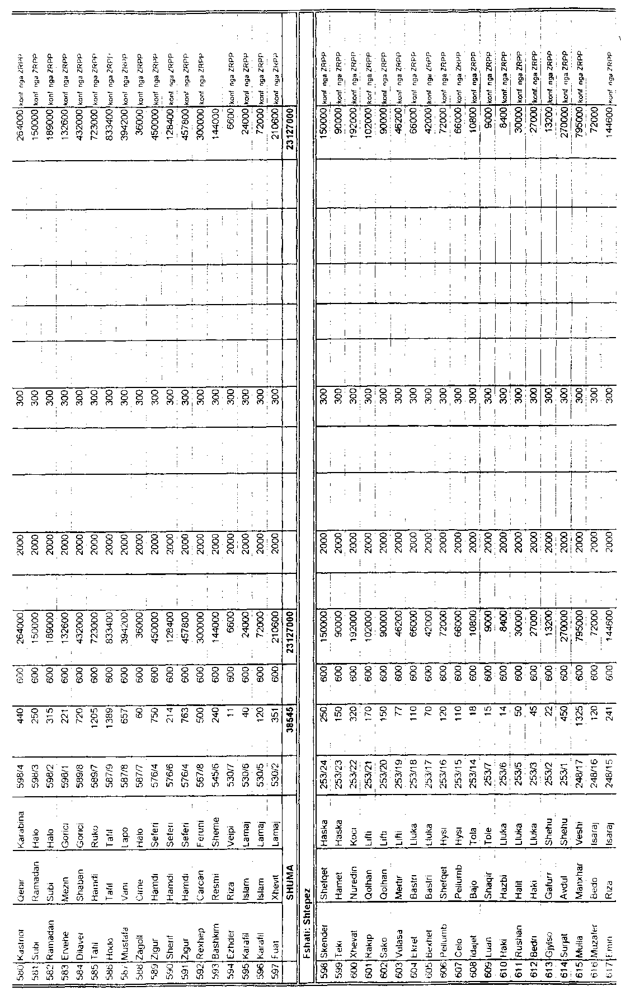 580 Kastriot Qebir Karabina 598/4 440 600 264000 2000 300 264000 konf nga ZRPP
581 Subi Ramadan Halo 598/3 250 600 150000 2000 300 150000 konf nga ZRPP
582 Ramadan Subi Halo 598/2 315 600 189000 2000 300 189000 konf nga ZRPP
583 Ervehe Mezin Gorici 598/1 221 600 132600 2000 300 132600 konf nga ZRPP
584 Dilaver Shaban Gorici 589/8 720 600 432000 2000 300 432000 konf nga ZRPP
585 Tafil Hamdi Ruko 589/7 1205 600 723000 2000 300 723000 konf nga ZRPP
586 Hodo Tafil Tafil 587/9 1389 600 833400 2000 300 833400 konf nga ZRPP
587 Mustafa Vani Lapo 587/8 657 600 394200 2000 300 394200 konf nga ZRPP
588 Zagoll Cime Halo 587/7 60 600 36000 2000 300 36000 konf nga ZRPP
589 Zigur Hamdi Seferi 576/4 750 600 450000 2000 300 450000 konf nga ZRPP
590 Sherif Hamdi Seferi 576/6 214 600 128400 2000 300 128400 konf nga ZRPP
591 Zigur Hamdi Seferi 576/4 763 600 457800 2000 300 457800 konf nga ZRPP
592 Rexhep Carcan Feruni 567/8 500 600 300000 2000 300 300000 konf nga ZRPP
593 Bashkim Resmi Sheme 545/6 240 600 144000 2000 300 144000
594 Ezhder Riza Velpi 530/7 11 600 6600 2000 300 6600 konf nga ZRPP
595 Karafil Islam Lamaj 530/6 40 600 24000 2000 300 24000 konf nga ZRPP
596 Karafil Islam Lamaj 530/5 120 600 72000 2000 300 72000 konf nga ZRPP
597 Fuat Xhevit Lamaj 530/2 351 600 210600 2000 300 210600 konf nga ZRPP
SHUMA 38545 23127000 23127000
Fshati: Shtepez
598 Skender Shefqet Haska 253/24 250 600 150000 2000 300 150000 konf nga ZRPP
599 Teki Hamet Haska 253/23 150 600 90000 2000 300 90000 konf nga ZRPP
600 Xhevat Nuredin Koci 253/22 320 600 192000 2000 300 192000 konf nga ZRPP
601 Rakip Qolhan Lifti 253/21 170 600 102000 2000 300 102000 konf nga ZRPP
602 Sako Qolhan Lifti 253/20 150 600 90000 2000 300 90000 konf nga ZRPP
603 Vulasa Mertir Lifti 253/19 77 600 46200 2000 300 46200 konf nga ZRPP
604 Ekref Bastri Lluka 253/18 110 600 66000 2000 300 66000 konf nga ZRPP
605 Bexhet Bastri Lluka 253/17 70 600 42000 2000 300 42000 konf nga ZRPP
606 Pellumb Shefqet Hysi 253/16 120 600 72000 2000 300 72000 konf nga ZRPP
607 Celo Pellumb Hysi 253/15 110 600 66000 2000 300 66000 konf nga ZRPP
608 Idajet Bajo Tola 253/14 18 600 10800 2000 300 10800 konf nga ZRPP
609 Luan Shaqir Tole 253/7 15 600 9000 2000 300 9000 konf nga ZRPP
610 Haki Hazbi Lluka 253/6 14 600 8400 2000 300 8400 konf nga ZRPP
611 Rushan Halit Lluka 253/5 50 600 30000 2000 300 30000 konf nga ZRPP
612 Bedri Haki Lluka 253/3 45 600 27000 2000 300 27000 konf nga ZRPP
613 Gjylso Gafurr Shehu 253/2 22 600 13200 2000 300 13200 konf nga ZRPP
614 Surjat Avdul Shehu 253/1 450 600 270000 2000 300 270000 konf nga ZRPP
615 Mulla Manxhar Veshi 248/17 1325 600 795000 2000 300 795000 konf nga ZRPP
616 Muzafer Bedo Isaraj 248/16 120 600 72000 2000 300 72000
617 Emin Riza Isaraj 248/15 241 600 144600 2000 300 144600